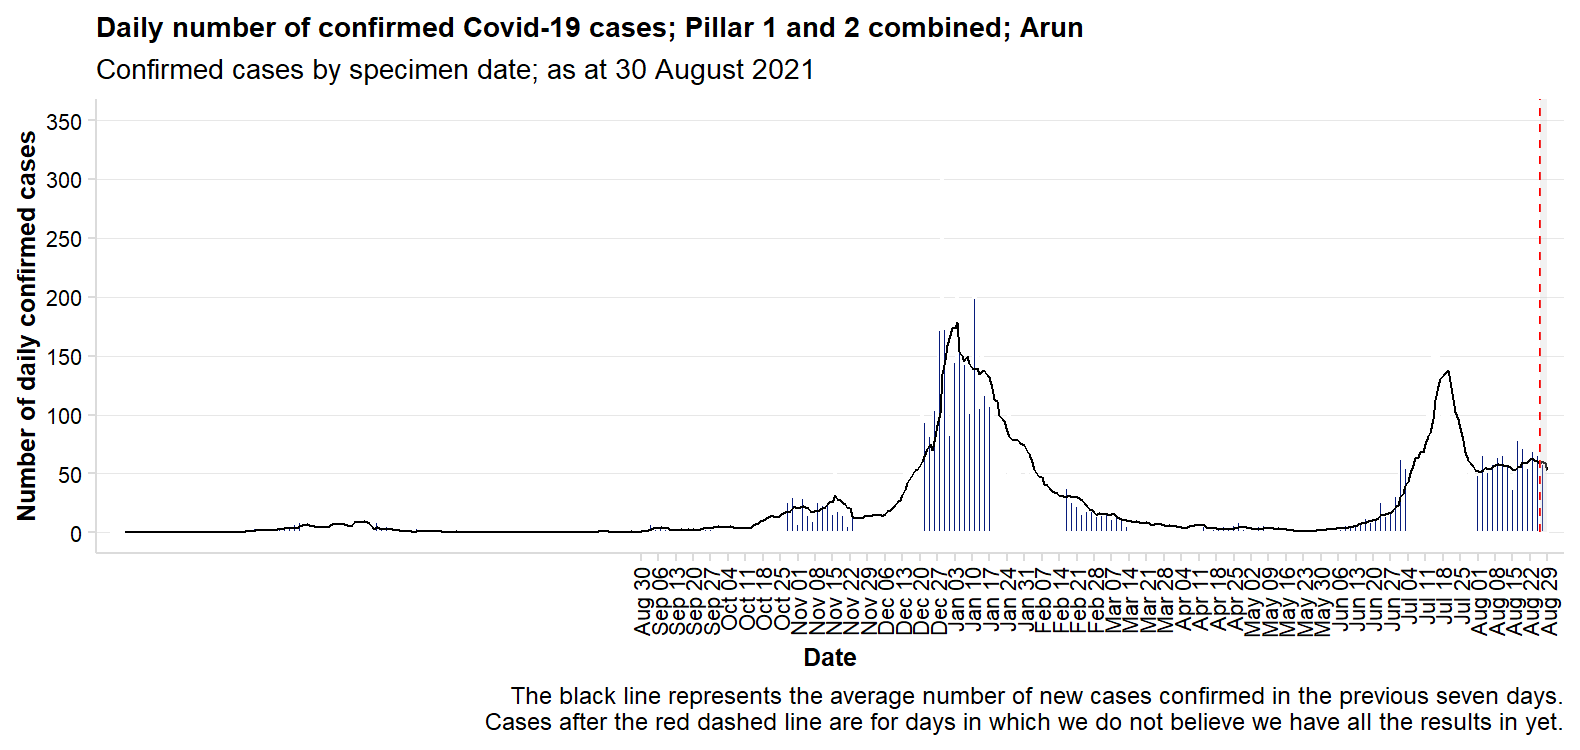 Daily number of confirmed Covid-19 cases; Pillar 1 and 2 combined; Arun
Confirmed cases by specimen date; as at 30 August 2021
Number of daily confirmed cases
350
300
250
200
150
100
50
0
Aug 30
Sep 06
Sep 13
Sep 20
Sep 27
Oct 04
Oct 11
Oct 18
Oct 25
Nov 01
Nov 08
Nov 15
Nov 22
Nov 29
Dec 06
Dec 13
Dec 20
Dec 27
Jan 03
Jan 10
Jan 17
Jan 24
Jan 31
Feb 07
Feb 14
Feb 21
Feb 28
Mar 07
Mar 14
Mar 21
Mar 28
Apr 04
Apr 11
Apr 18
Apr 25
May 02
May 09
May 16
May 23
May 30
Jun 06
Jun 13
Jun 20
Jun 27
Jul 04
Jul 11
Jul 18
Jul 25
Aug 01
Aug 08
Aug 15
Aug 22
Aug 29
Date
The black line represents the average number of new cases confirmed in the previous seven days.
Cases after the red dashed line are for days in which we do not believe we have all the results in yet.